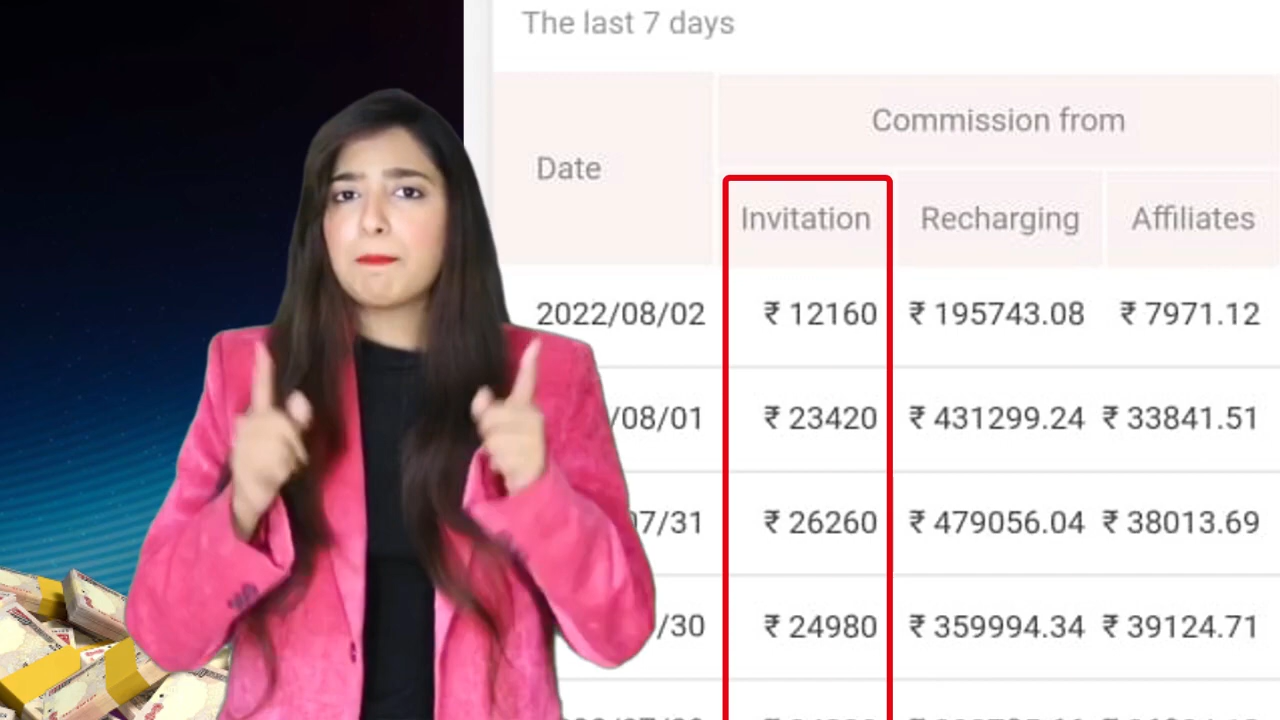 The last 7 days
Commission from
Date
Invitation Recharging Affiliates
2022/08/02 ₹ 12160 ₹ 195743.08 ₹ 7971.12
/08/01 ₹ 23420 ₹ 431299.24 ₹ 33841.51
07/31 ₹ 26260 ₹ 479056.04 ₹ 38013.69
/30 ₹ 24980 ₹ 359994.34 ₹ 39124.71